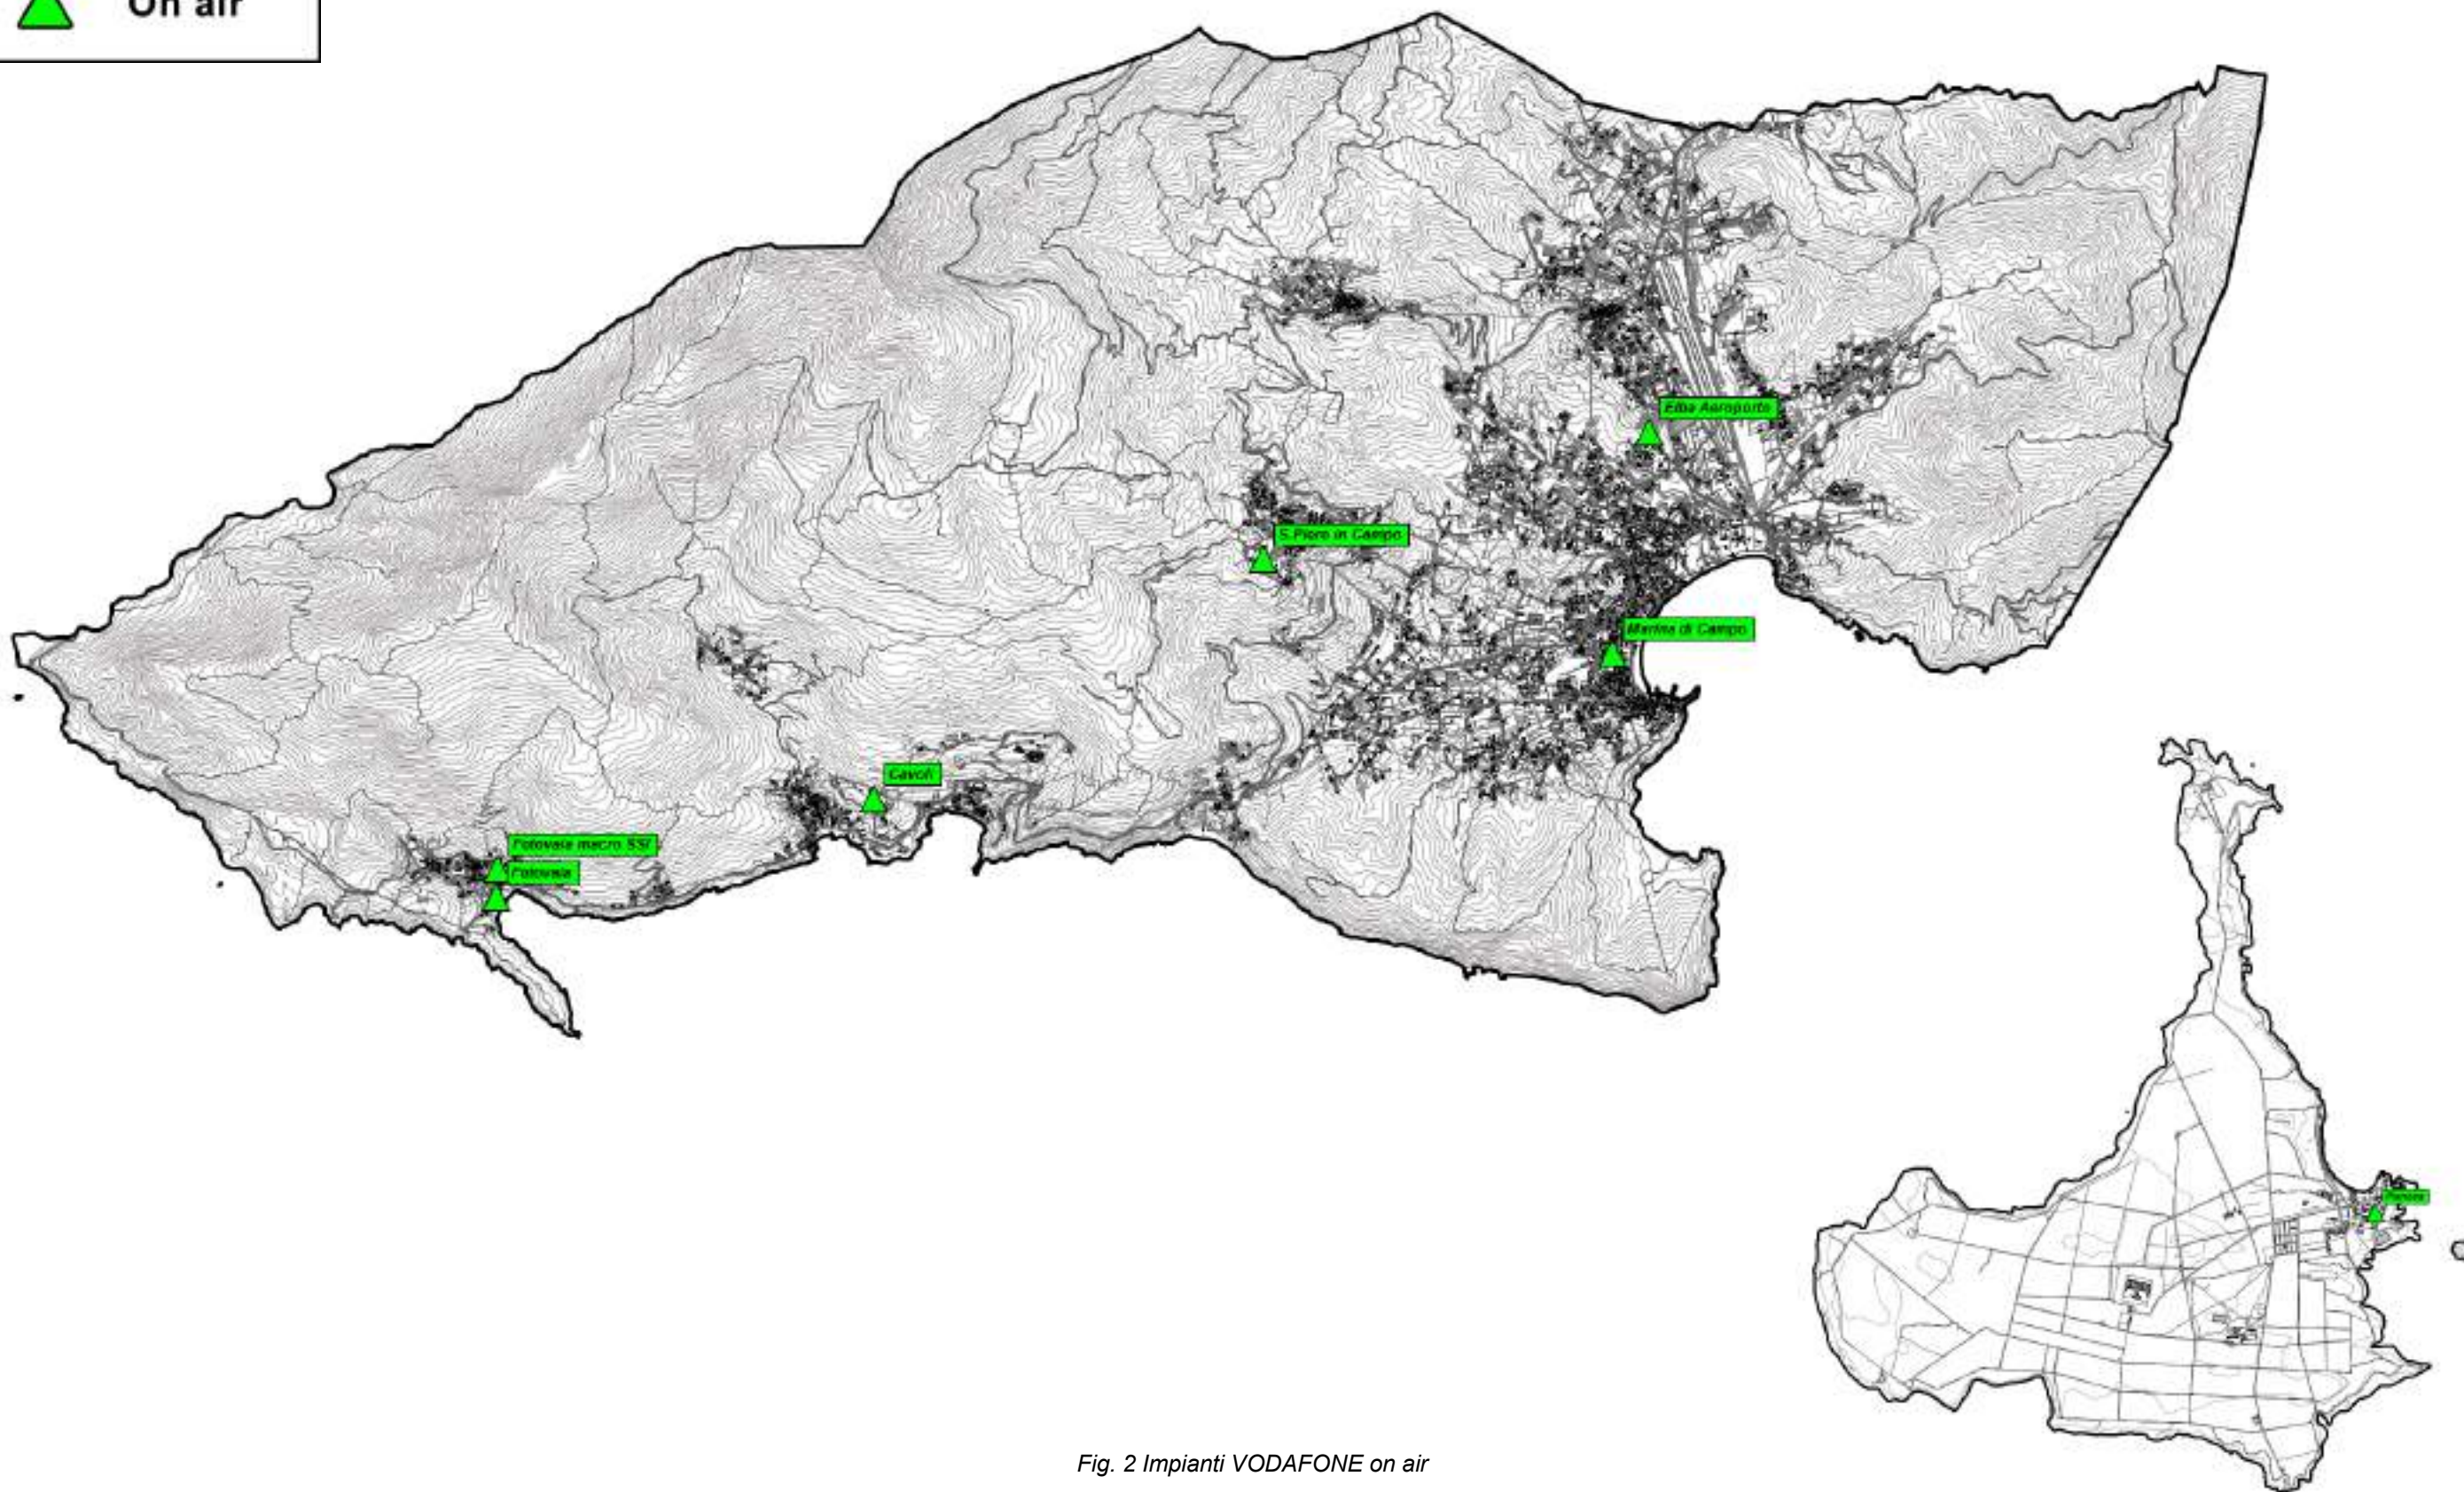 On air
Elba Aeroporto
S.Piero in Campo
Marina di Campo
Cavoli
Fetovaia macro SSI
Fetovaia
Pianosa
Fig. 2 Impianti VODAFONE on air